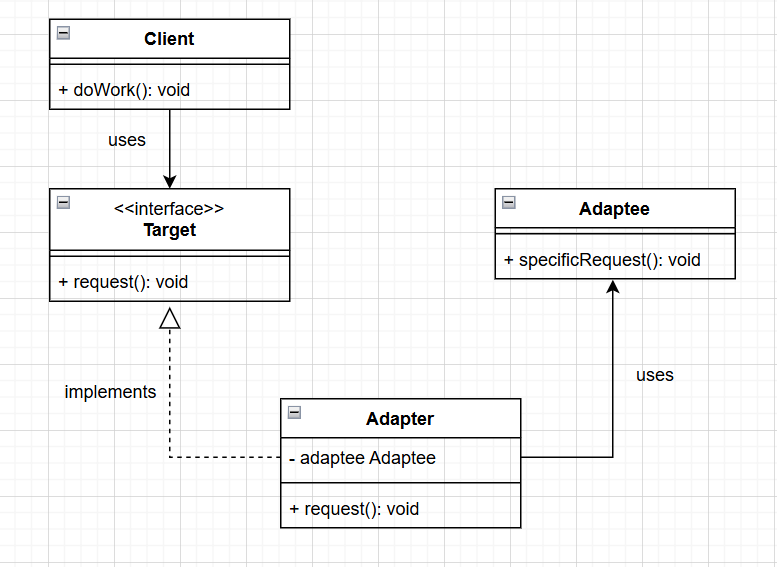 Client
+ doWork(): void
uses
<<interface>>
Target
+ request(): void
Adaptee
+ specificRequest(): void
implements
uses
Adapter
- adaptee Adaptee
+ request(): void